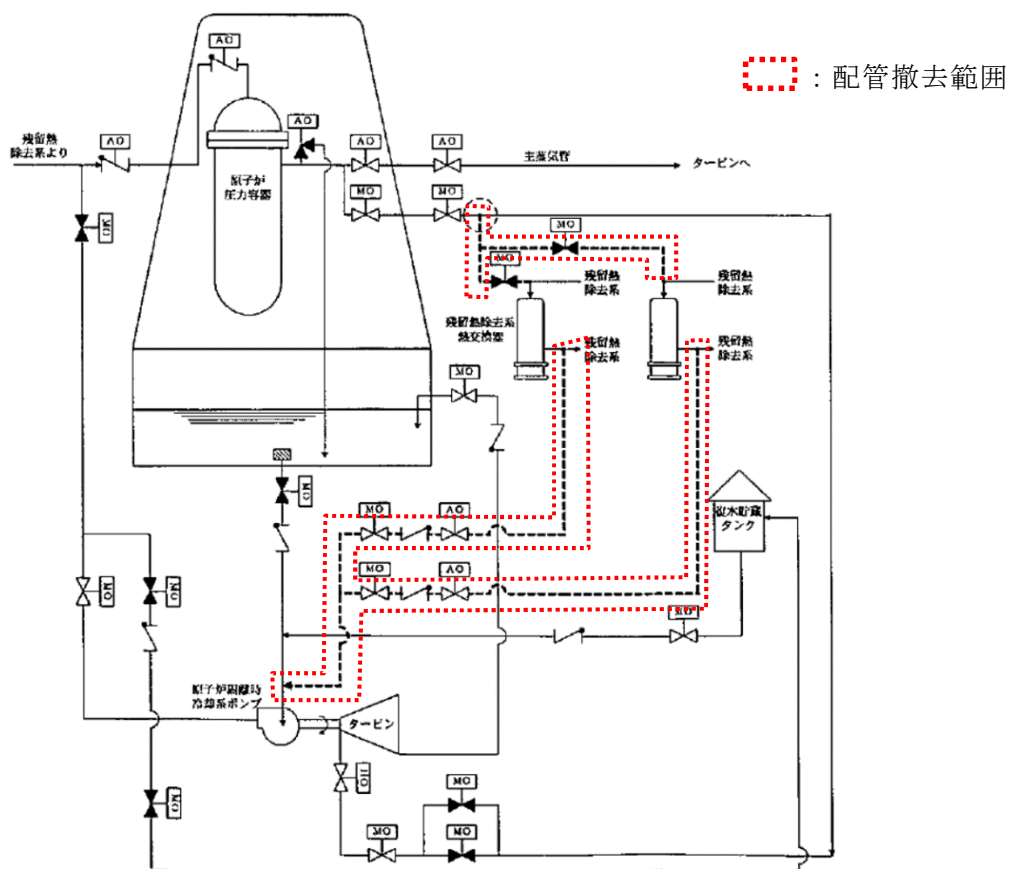 AO
：配管撤去範囲
残留熱
除去系より
AO
AO
AO
AO
主蒸気管
タービンへ
原子炉
圧力容器
MO
MO
MO
MO
MO
残留熱
除去系
残留熱
除去系
残留熱除去系
熱交換器
残留熱
除去系
残留熱
除去系
MO
MO
MO
AO
復水貯蔵
タンク
MO
AO
MO
MO
MO
原子炉隔離時
冷却系ポンプ
タービン
MO
MO
MO
MO
MO